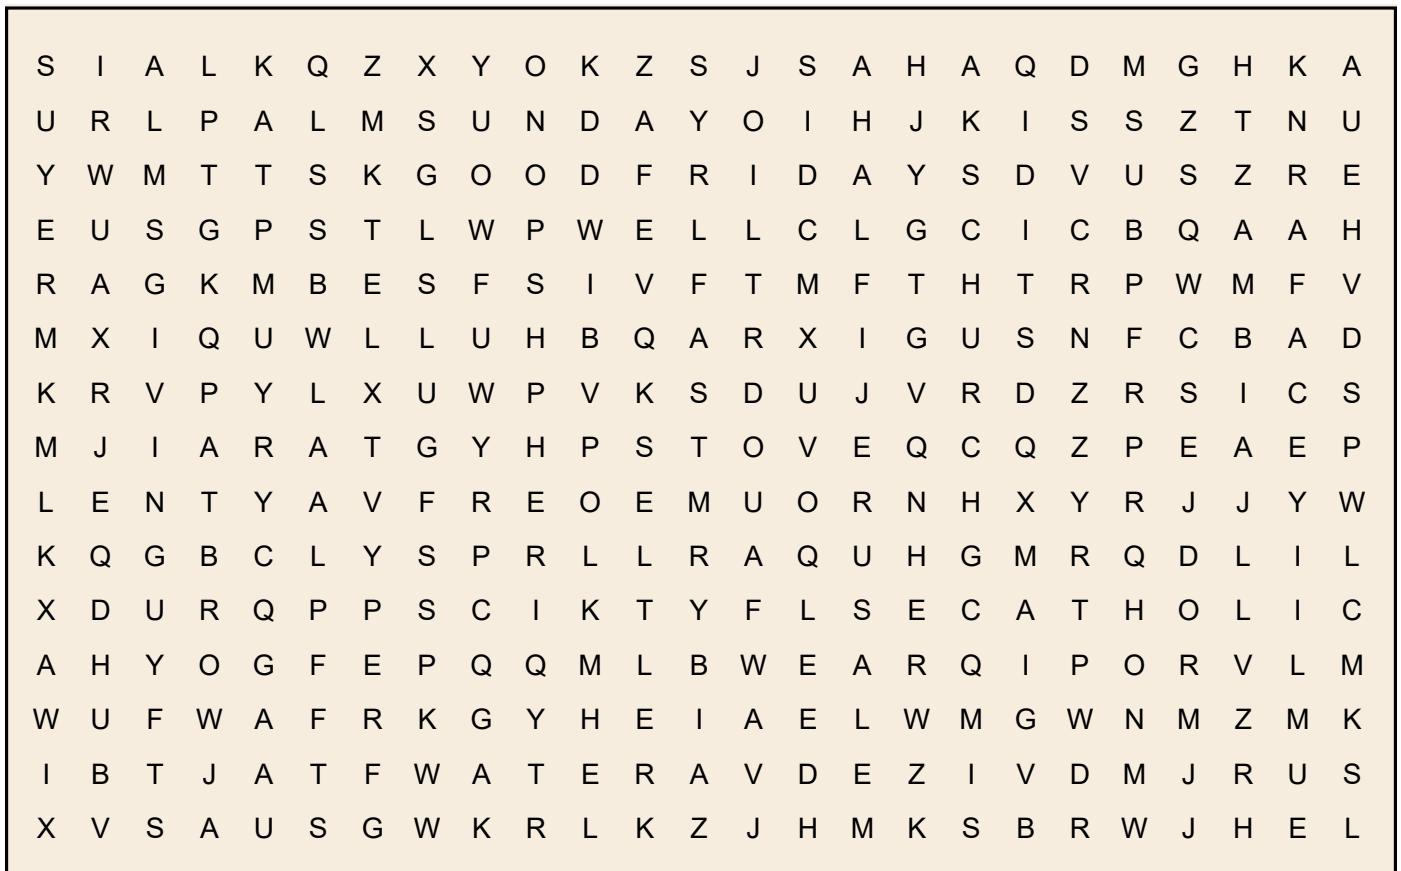 S I A L K Q Z X Y O K Z S J S A H A Q D M G H K A
U R L P A L M S U N D A Y O I H J K I S S Z T N U
Y W M T T S K G O O D F R I D A Y S D V U S Z R E
E U S G P S T L W P W E L L C L G C I C B Q A A H
R A G K M B E S F S I V F T M F T H T R P W M F V
M X I Q U W L L U H B Q A R X I G U S N F C B A D
K R V P Y L X U W P V K S D U J V R D Z R S I C S
M J I A R A T G Y H P S T O V E Q C Q Z P E A E P
L E N T Y A V F R E O E M U O R N H X Y R J J Y W
K Q G B C L Y S P R L L R A Q U H G M R Q D L I L
X D U R Q P P S C I K T Y F L S E C A T H O L I C
A H Y O G F E P Q Q M L B W E A R Q I P O R V L M
W U F W A F R K G Y H E I A E L W M G W N M Z M K
I B T J A T F W A T E R A V D E Z I V D M J R U S
X V S A U S G W K R L K Z J H M K S B R W J H E L